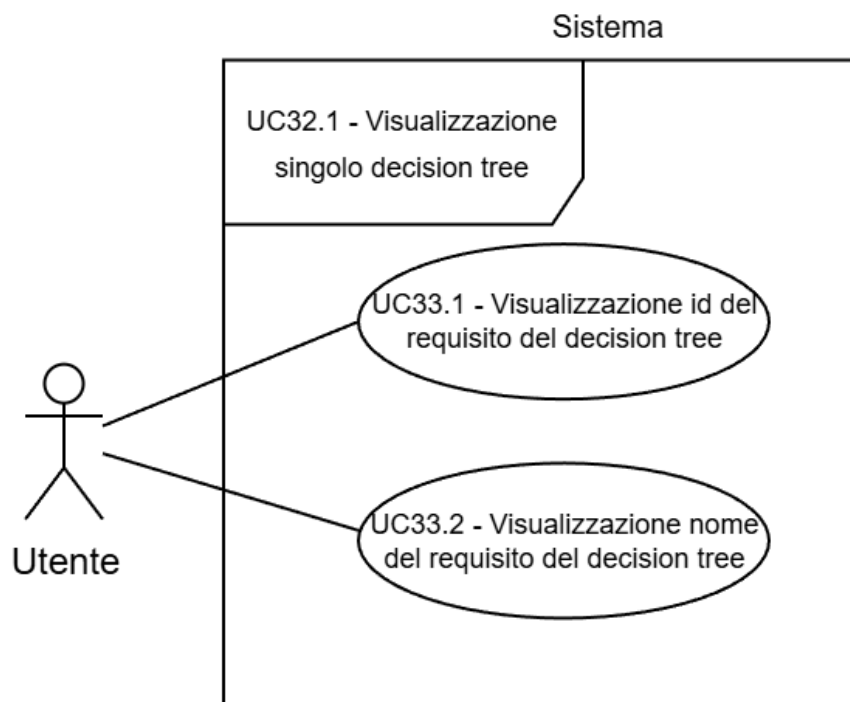 Sistema
UC32.1 - Visualizzazione
singolo decision tree
UC33.1 - Visualizzazione id del
requisito del decision tree
UC33.2 - Visualizzazione nome
del requisito del decision tree
Utente